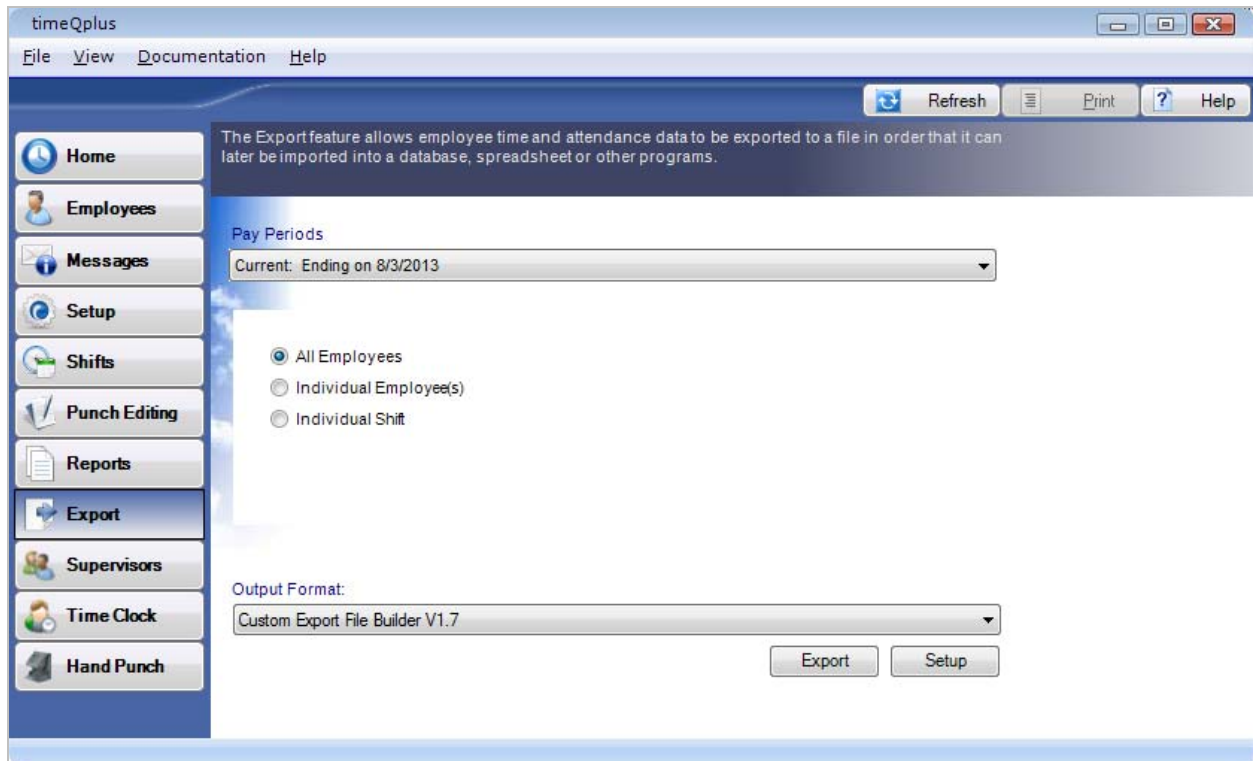 timeQplus
File View Documentation Help
Refresh Print ? Help
The Export feature allows employee time and attendance data to be exported to a file in order that it can
later be imported into a database, spreadsheet or other programs.
Home
Employees
Messages
Setup
Shifts
Punch Editing
Reports
Export
Supervisors
Time Clock
Hand Punch
Pay Periods
Current: Ending on 8/3/2013
All Employees
Individual Employee(s)
Individual Shift
Output Format:
Custom Export File Builder V1.7
Export Setup